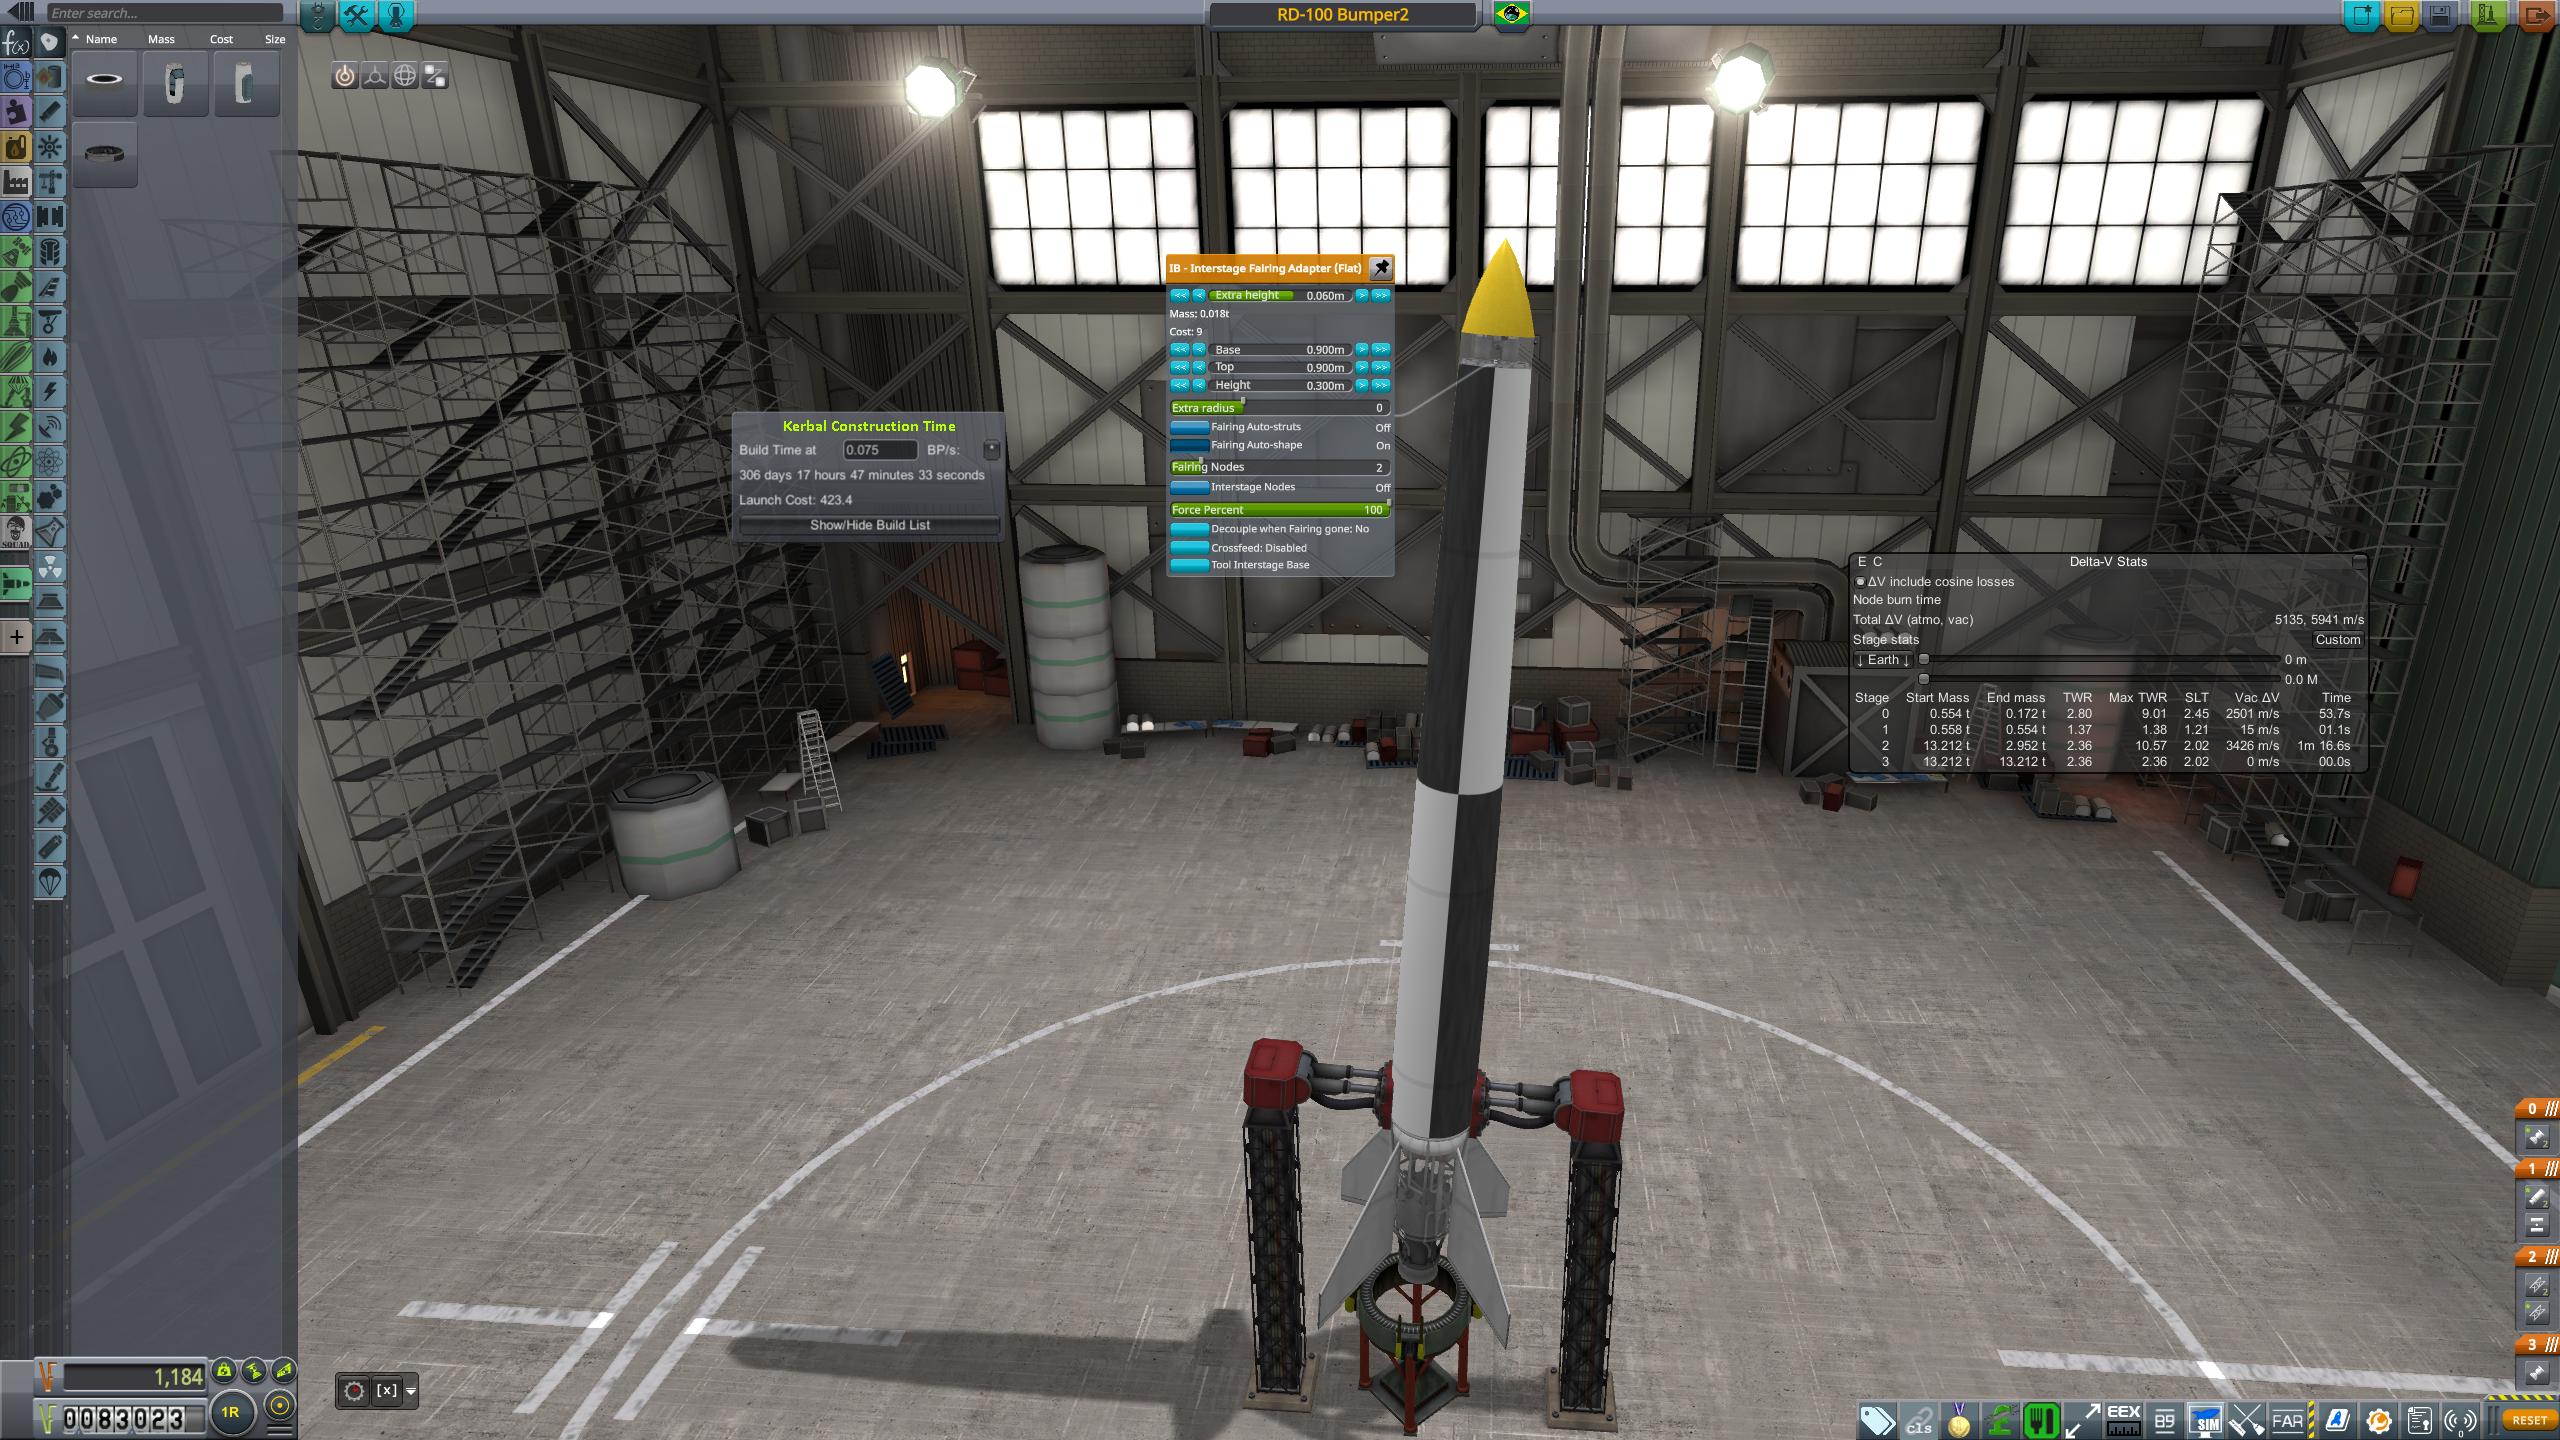 Enter search...
RD-100 Bumper2
Name Mass Cost Size
f(x)
IB - Interstage Fairing Adapter (Flat)
<< < Extra height 0.060m > >>
Mass: 0,018t
Cost: 9
<< < Base 0.900m > >>
<< < Top 0.900m > >>
<< < Height 0.300m > >>
Extra radius 0
Fairing Auto-struts Off
Fairing Auto-shape On
Fairing Nodes 2
Interstage Nodes Off
Force Percent 100
Decouple when Fairing gone: No
Crossfeed: Disabled
Tool Interstage Base
Kerbal Construction Time
Build Time at 0.075 BP/s: *
306 days 17 hours 47 minutes 33 seconds
Launch Cost: 423.4
Show/Hide Build List
SQUAD
+
E C Delta-V Stats
ΔV include cosine losses
Node burn time
Total ΔV (atmo, vac) 5135, 5941 m/s
Stage stats Custom
↓ Earth ↓ 0 m
0.0 M
Stage Start Mass End mass TWR Max TWR SLT Vac ΔV Time
0 0.554 t 0.172 t 2.80 9.01 2.45 2501 m/s 53.7s
1 0.558 t 0.554 t 1.37 1.38 1.21 15 m/s 01.1s
2 13.212 t 2.952 t 2.36 10.57 2.02 3426 m/s 1m 16.6s
3 13.212 t 13.212 t 2.36 2.36 2.02 0 m/s 00.0s
0
2
1
2
2
2
3
1,184
0083023
1R
[x]
cls
EEX
SIM
FAR
RESET